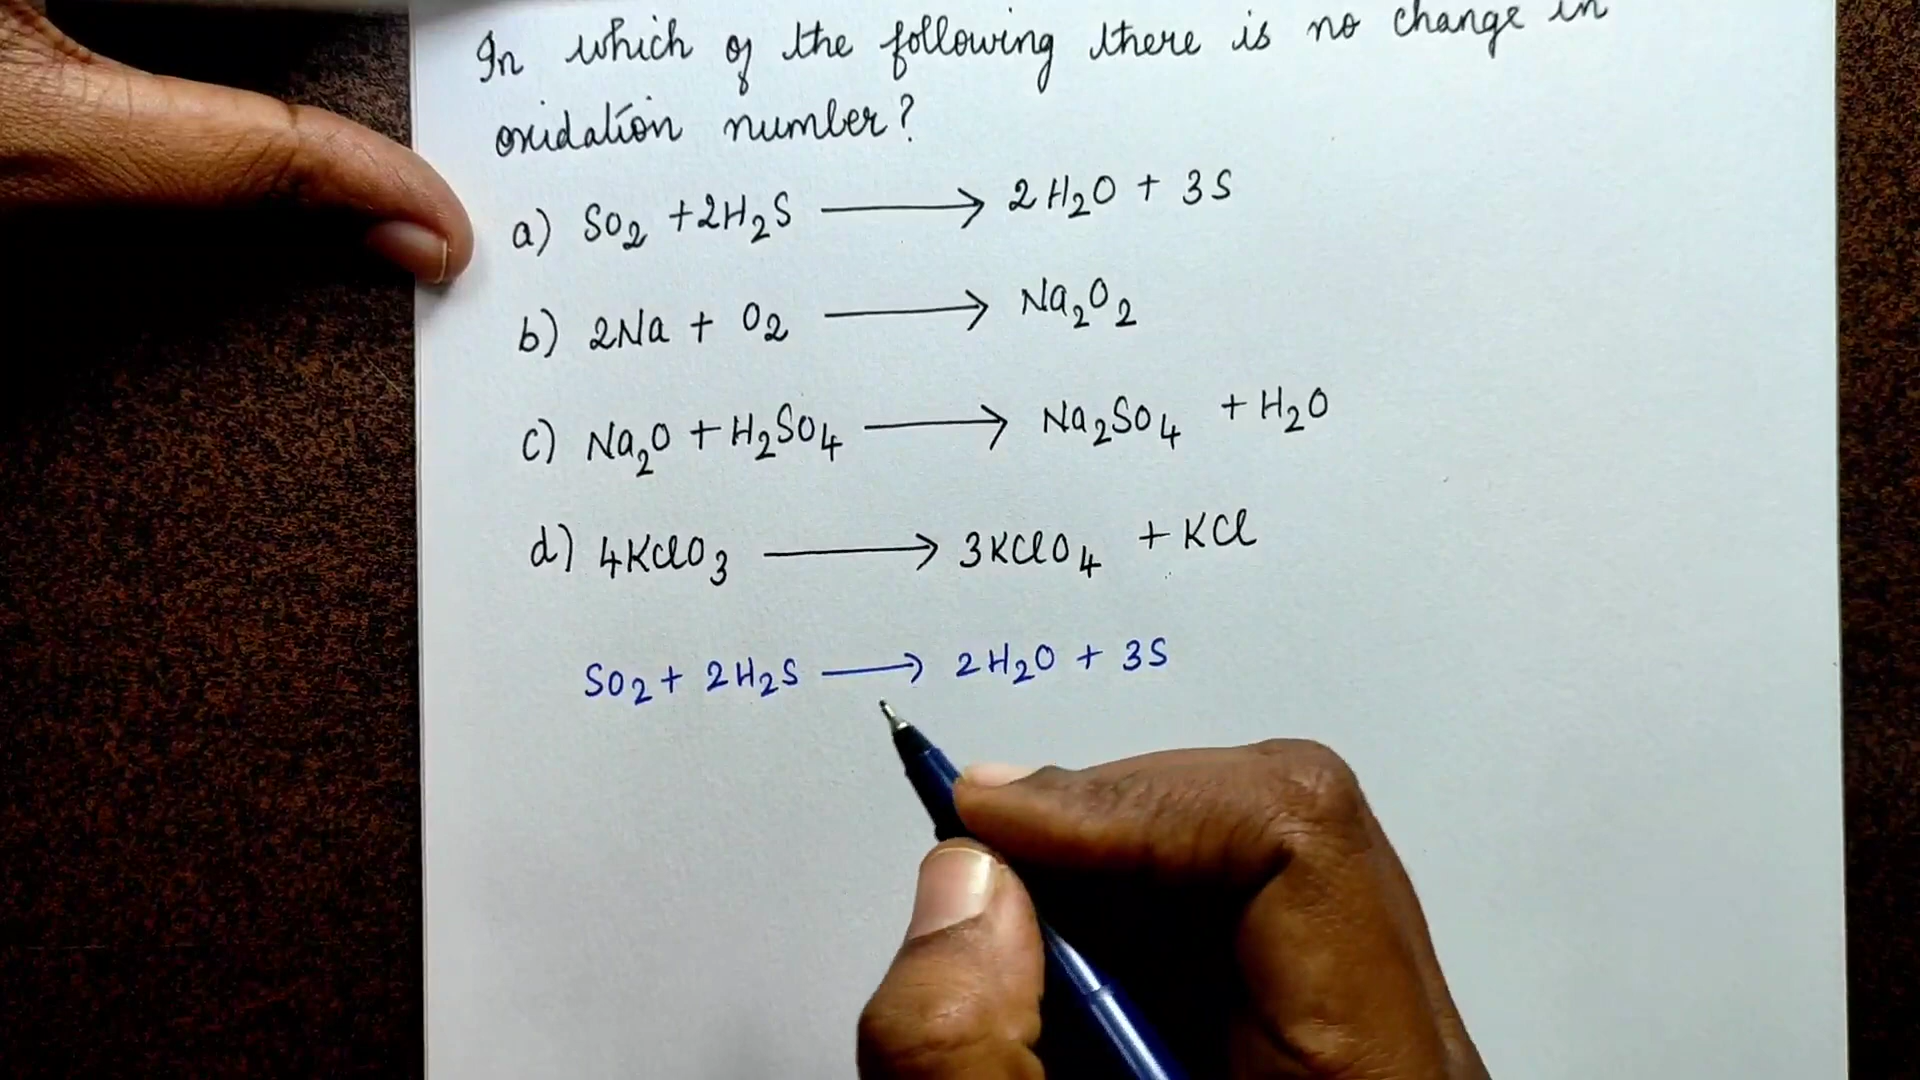 In which of the following there is no change in
oxidation number?
a) SO₂ + 2H₂S ⟶ 2H₂O + 3S
b) 2Na + O₂ ⟶ Na₂O₂
c) Na₂O + H₂SO₄ ⟶ Na₂SO₄ + H₂O
d) 4KClO₃ ⟶ 3KClO₄ + KCl
SO₂ + 2H₂S ⟶ 2H₂O + 3S